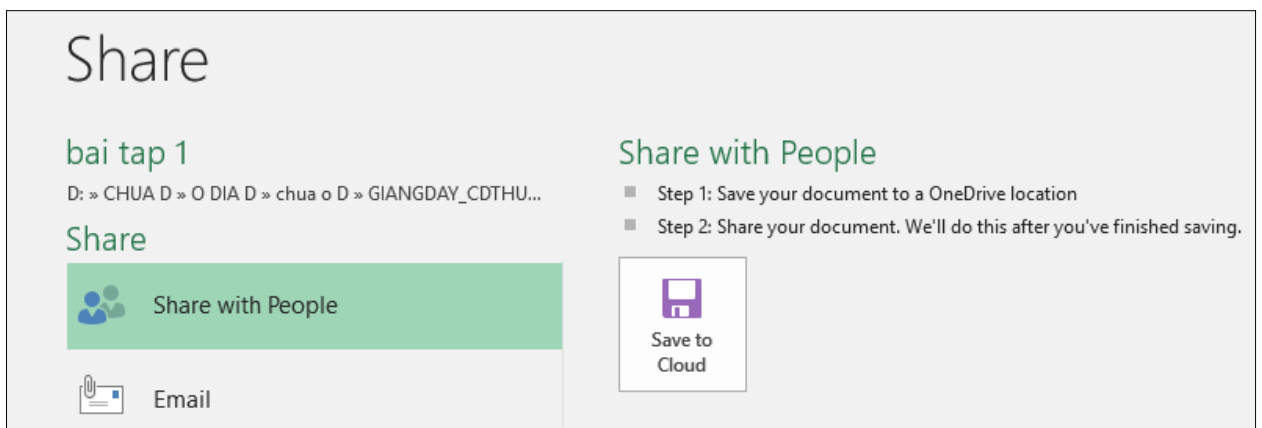 Share
bai tap 1
D: » CHUA D » O DIA D » chua o D » GIANGDAY_CDTHU...
Share
Share with People
Email
Share with People
Step 1: Save your document to a OneDrive location
Step 2: Share your document. We'll do this after you've finished saving.
Save to
Cloud